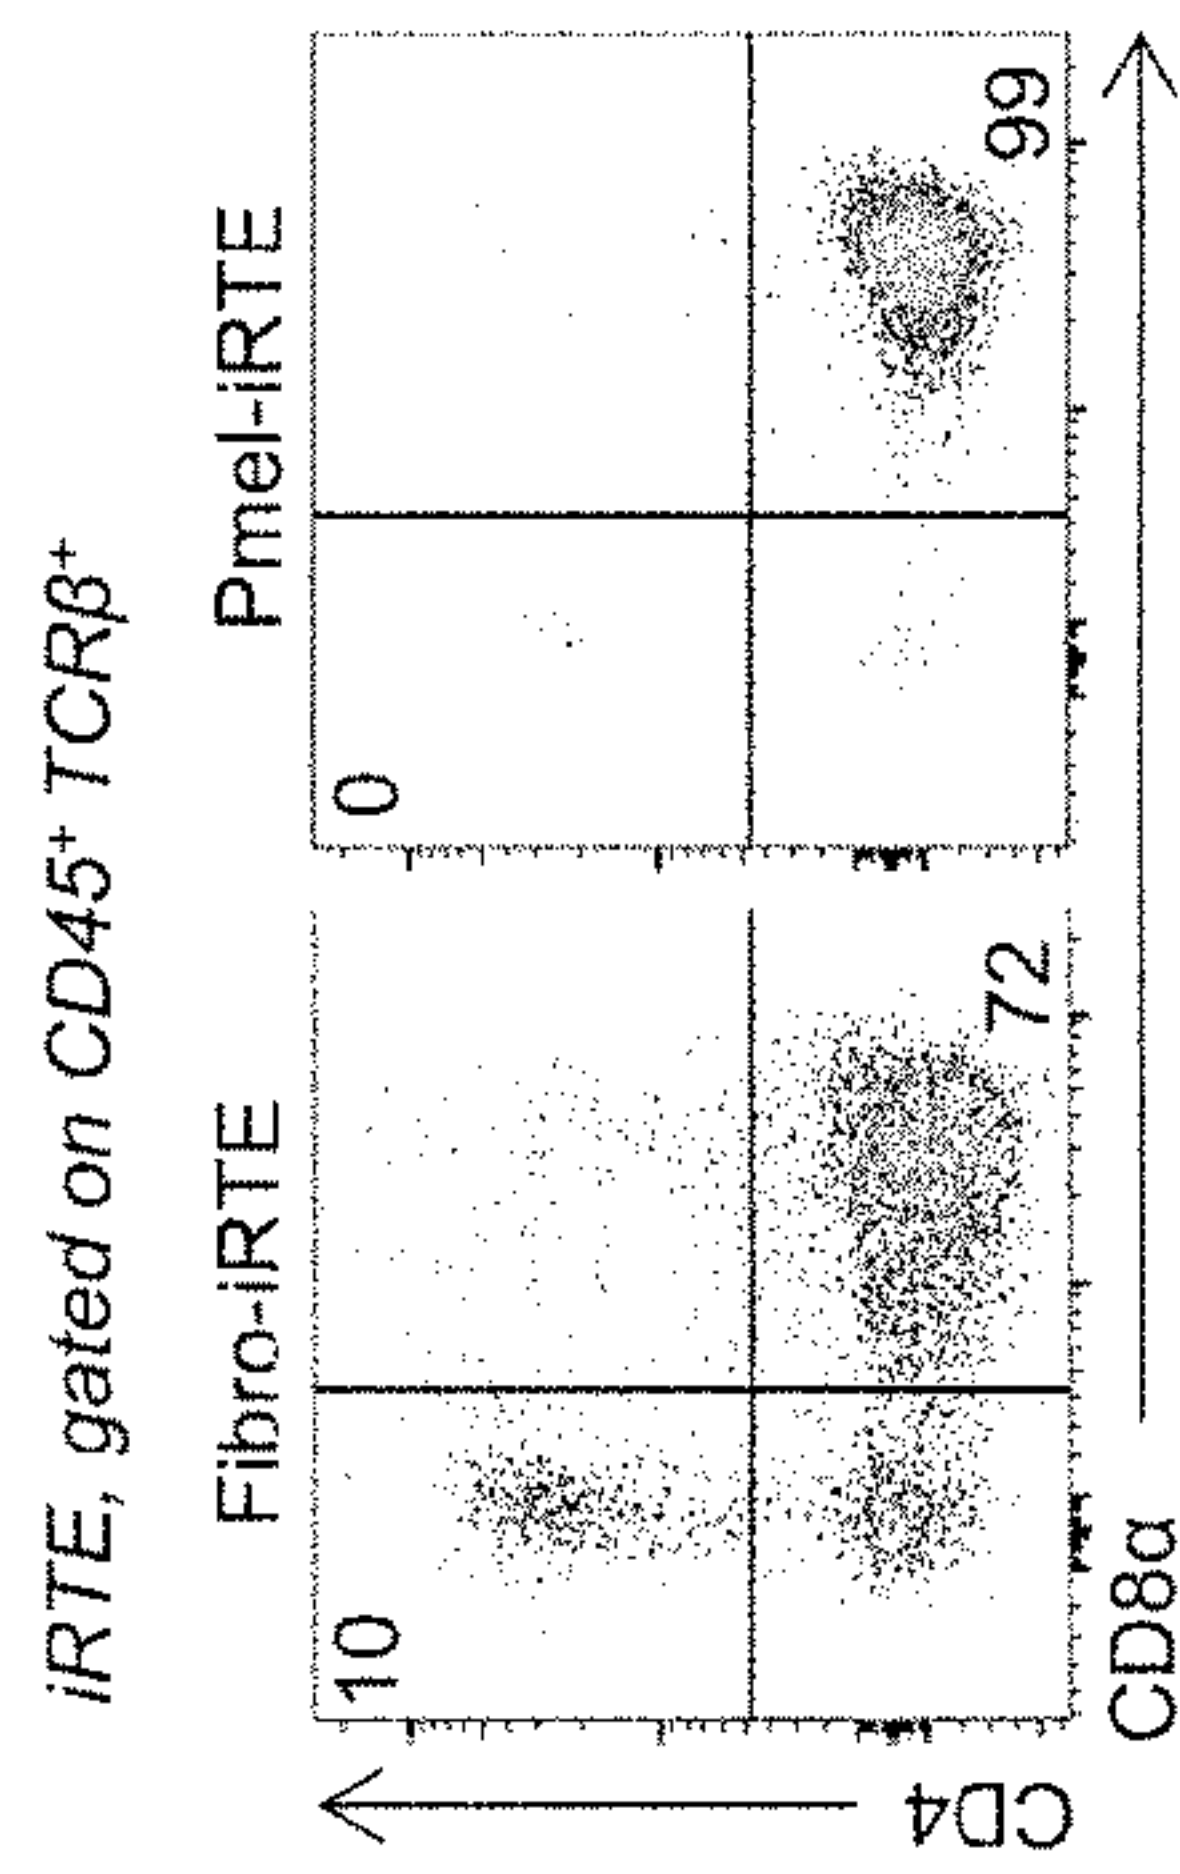 iRTE, gated on CD45⁺ TCRβ⁺
Fibro-iRTE
Pmel-iRTE
10
72
0
99
CD4
CD8α